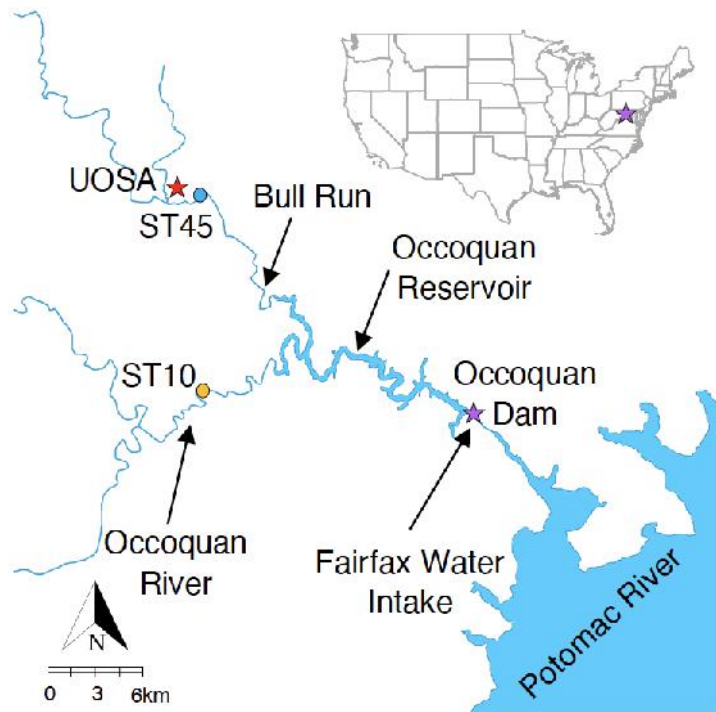 UOSA
ST45
Bull Run
Occoquan
Reservoir
ST10
Occoquan
Dam
Occoquan
River
Fairfax Water
Intake
Potomac River
N
0 3 6km